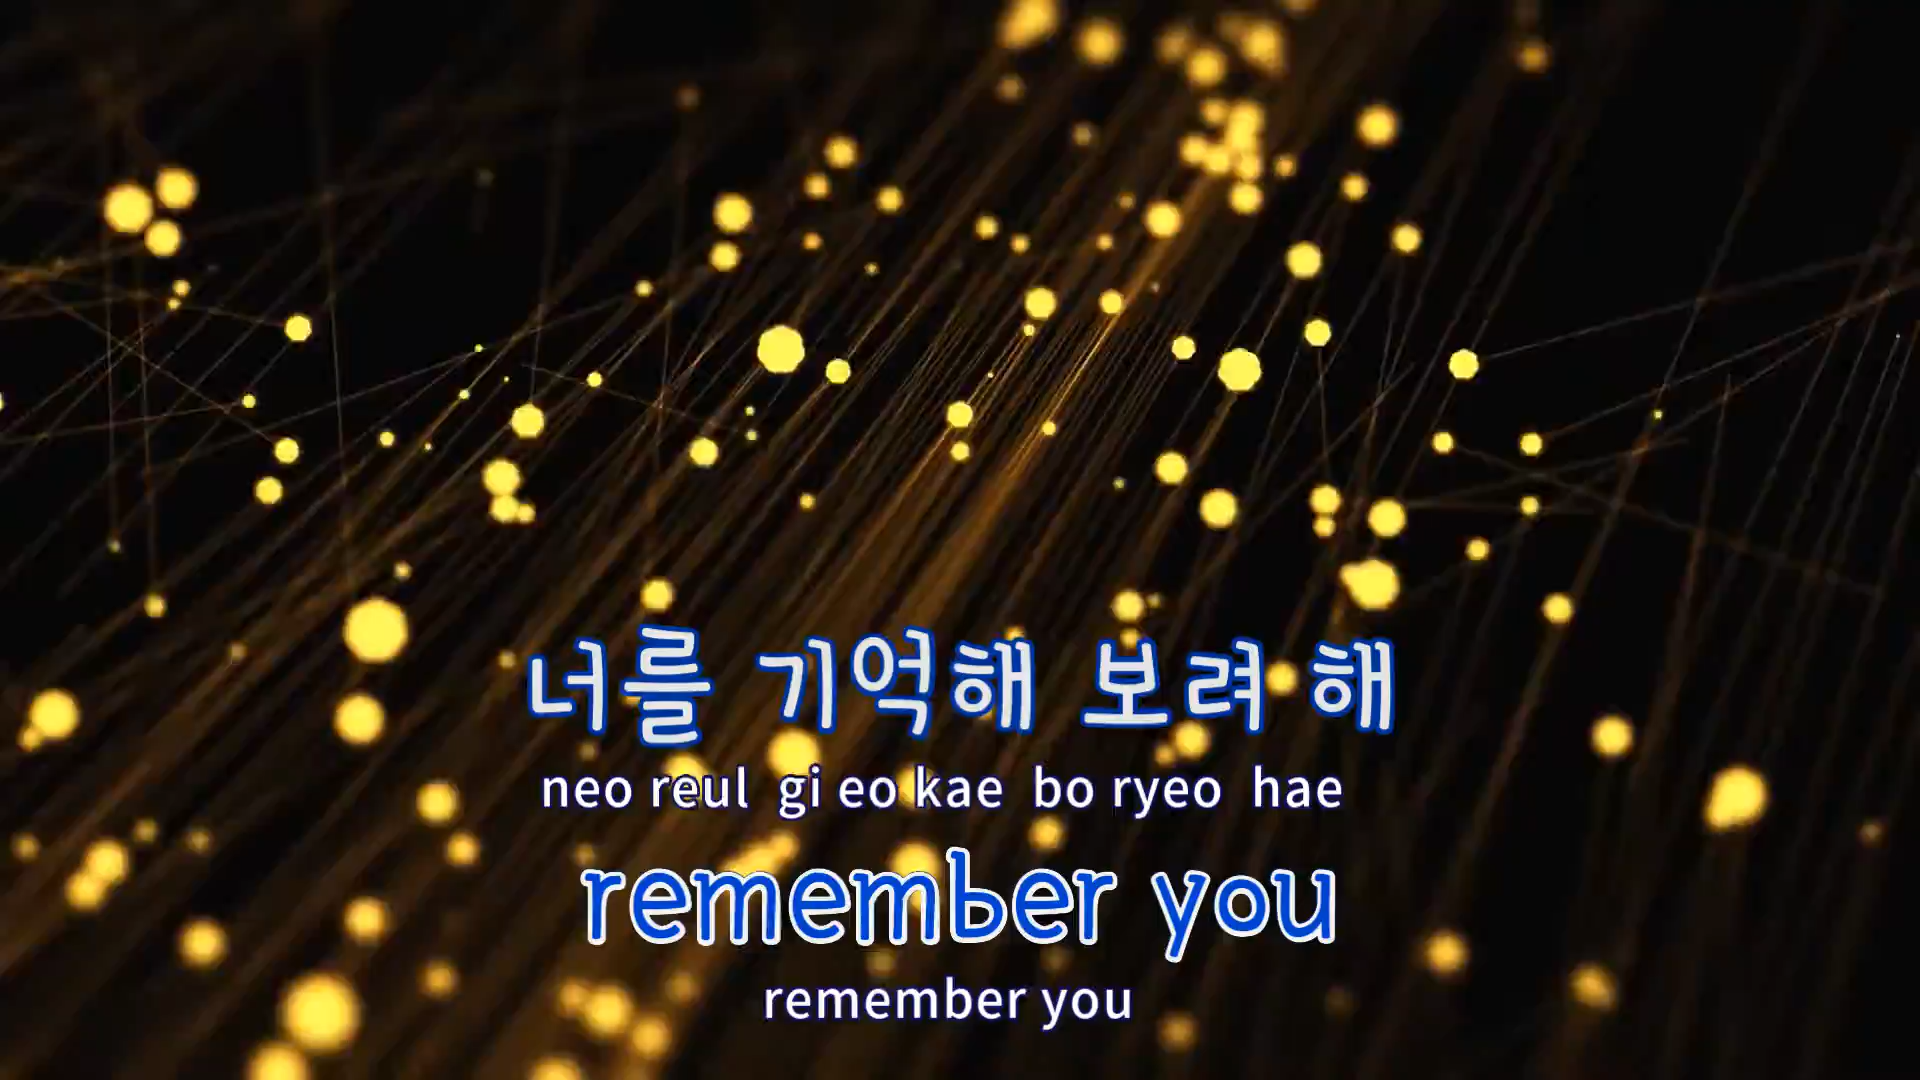 너를 기억해 보려 해
neo reul gi eo kae bo ryeo hae
remember you
remember you